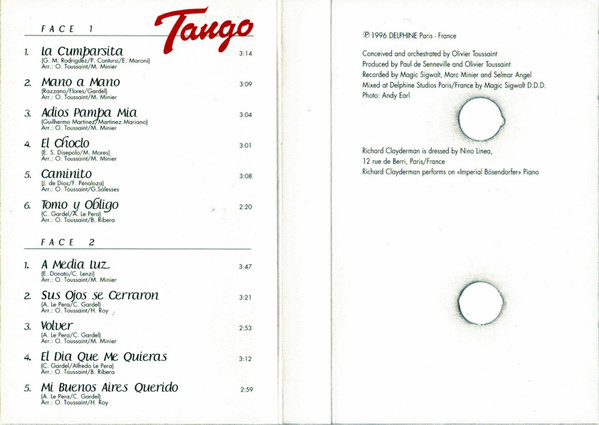 Tango
FACE 1
1. La Cumparsita 3:14
(G. M. Rodrigúez/P. Contursi/E. Maroni)
Arr.: O. Toussaint/M. Minier
2. Mano a Mano 3:09
(Razzano/Flores/Gardel)
Arr.: O. Toussaint/M. Minier
3. Adios Pampa Mia 3:04
(Guilhermo Martinez/Martinez Mariano)
Arr.: O. Toussaint/M. Minier
4. El Choclo 3:01
(E. S. Disepolo/M. Mores)
Arr.: O. Toussaint/M. Minier
5. Caminito 3:08
(J. de Dios/F. Penaloza)
Arr.: O. Toussaint/G.Salesses
6. Tomo y Obligo 2:20
(C. Gardel/A. Le Pera)
Arr.: O. Toussaint/B. Ribera
FACE 2
1. A Media Luz 3:47
(E. Donato/C. Lenzi)
Arr.: O. Toussaint/M. Minier
2. Sus Ojos se Cerraron 3:21
(A. Le Pera/C. Gardel)
Arr.: O. Toussaint/H. Roy
3. Volver 2:53
(A. Le Pera/C. Gardel)
Arr.: O. Toussaint/M. Minier
4. El Dia Que Me Quieras 3:12
(C. Gardel/Alfredo Le Pera)
Arr.: O. Toussaint/B. Ribera
5. Mi Buenos Aires Querido 2:59
(A. Le Pera/C. Gardel)
Arr.: O. Toussaint/H. Roy
℗ 1996 DELPHINE Paris - France
Conceived and orchestrated by Olivier Toussaint
Produced by Paul de Senneville and Olivier Toussaint
Recorded by Magic Sigwalt, Marc Minier and Selmar Angel
Mixed at Delphine Studios Paris/France by Magic Sigwalt D.D.D.
Photo: Andy Earl
Richard Clayderman is dressed by Nino Linea,
12 rue de Berri, Paris/France
Richard Clayderman performs on «Imperial Bösendorfer» Piano